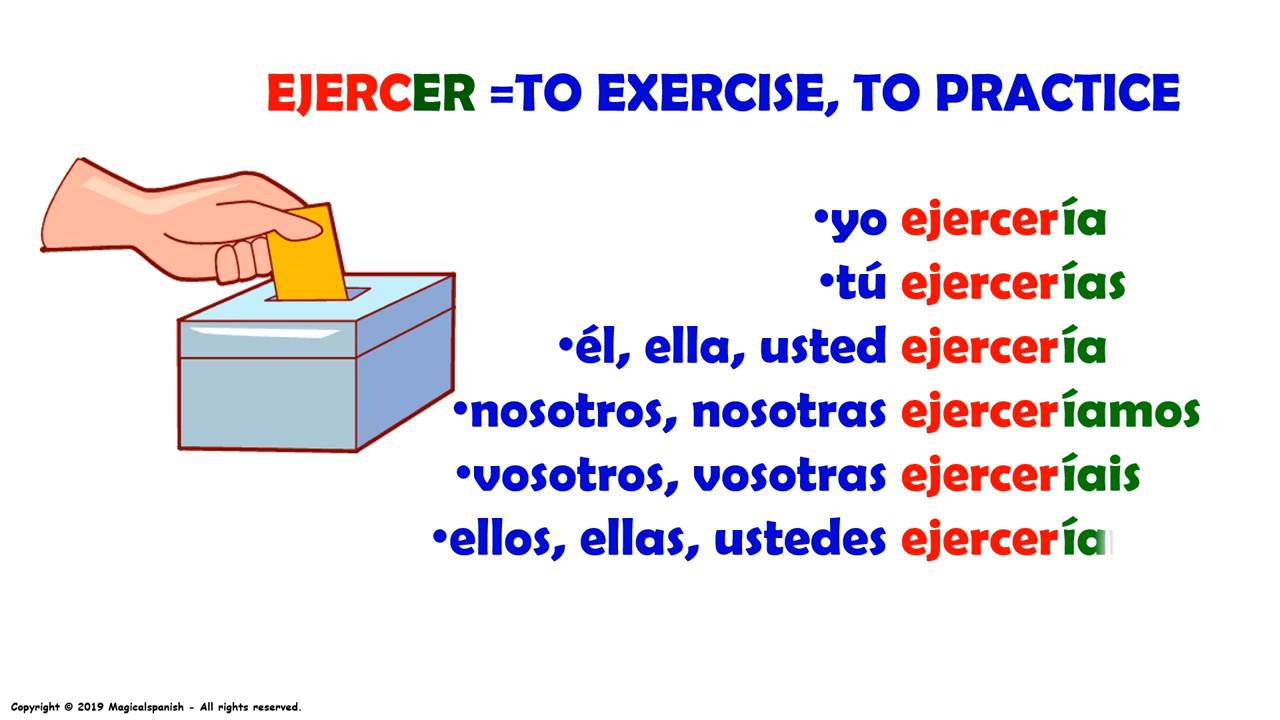 EJERCER =TO EXERCISE, TO PRACTICE
•yo ejercería
•tú ejercerías
•él, ella, usted ejercería
•nosotros, nosotras ejerceríamos
•vosotros, vosotras ejerceríais
•ellos, ellas, ustedes ejercería
Copyright © 2019 Magicalspanish - All rights reserved.